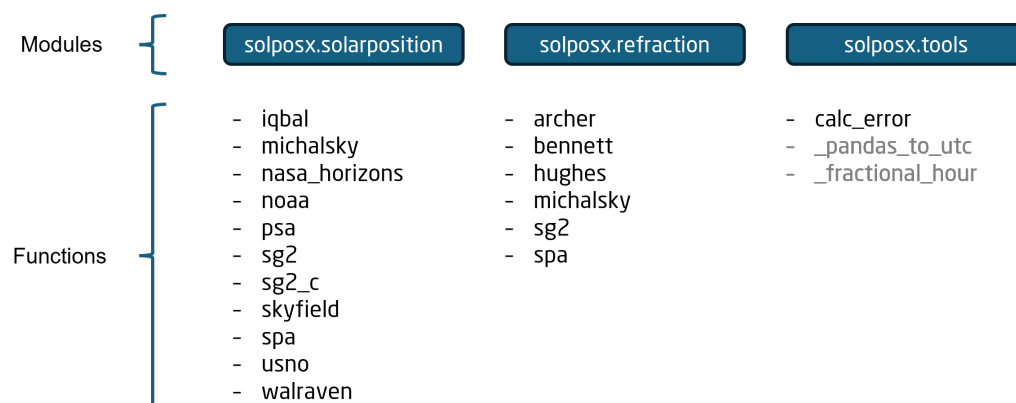 Modules
solposx.solarposition
solposx.refraction
solposx.tools
Functions
- iqbal
- michalsky
- nasa_horizons
- noaa
- psa
- sg2
- sg2_c
- skyfield
- spa
- usno
- walraven
- archer
- bennett
- hughes
- michalsky
- sg2
- spa
- calc_error
- _pandas_to_utc
- _fractional_hour